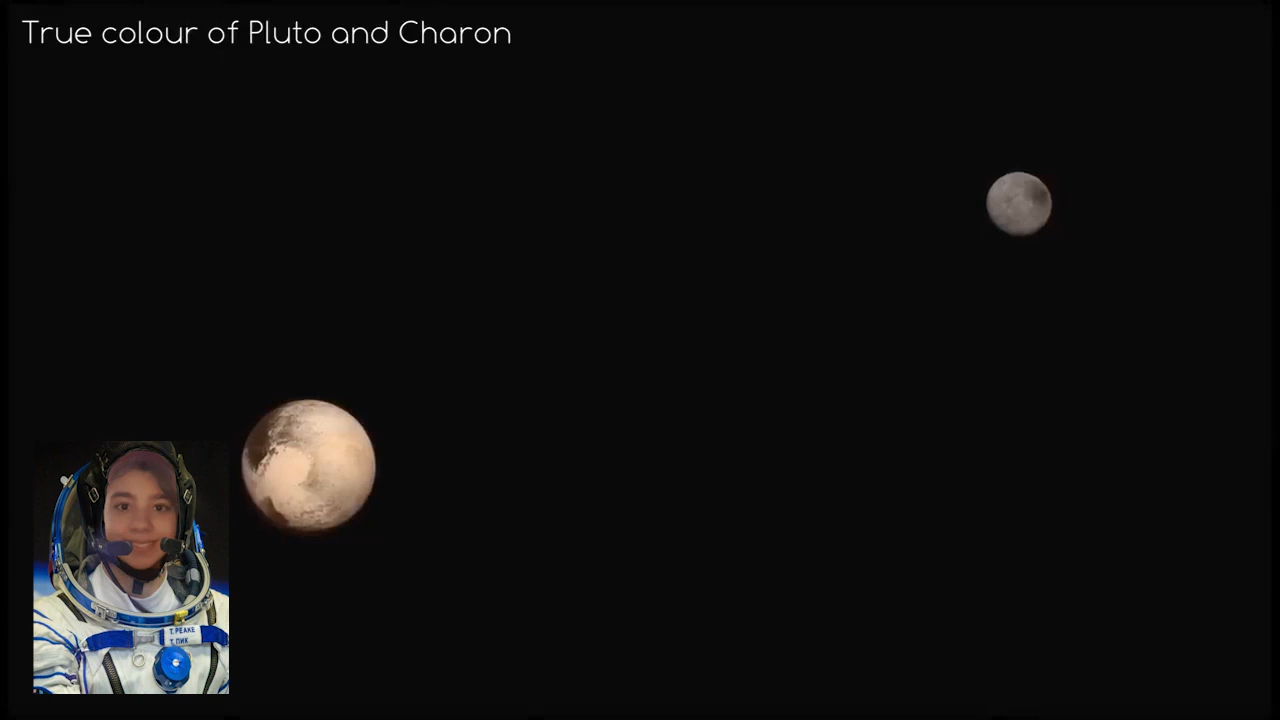 True colour of Pluto and Charon
T. PEAKE
Т. ПИК